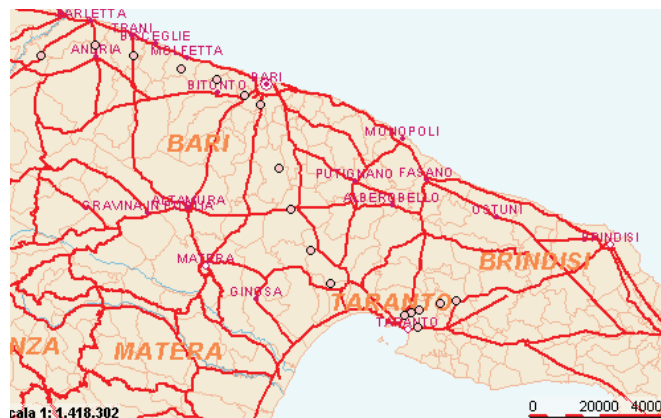 ARLETTA
TRANI
BISCEGLIE
ANDRIA
MOLFETTA
BARI
BITONTO
MONOPOLI
BARI
PUTIGNANO
FASANO
ALTAMURA
GRAVINA IN PUGLIA
ALBEROBELLO
OSTUNI
BRINDISI
MATERA
BRINDISI
GINOSA
TARANTO
TARANTO
NZA
MATERA
cala 1: 1.418.302
0 20000 4000